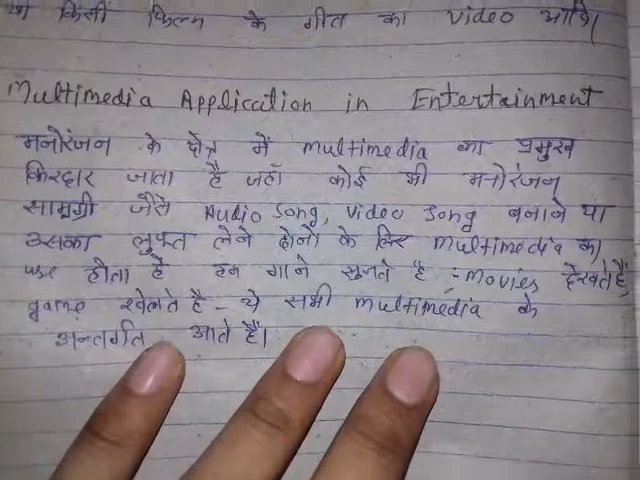 या किसी फिल्म के गीत का video आदि।
Multimedia Application in Entertainment
मनोरंजन के क्षेत्र में multimedia का प्रमुख
किरदार जाता है जहाँ कोई भी मनोरंजन
सामग्री जैसे Audio song, video song बनाने या
उसका लुफ्त लेने दोनों के लिए multimedia का
use होता है हम गाने सुनते है, movies देखते हैं,
game खेलते है - ये सभी multimedia के
अन्तर्गत आते हैं।